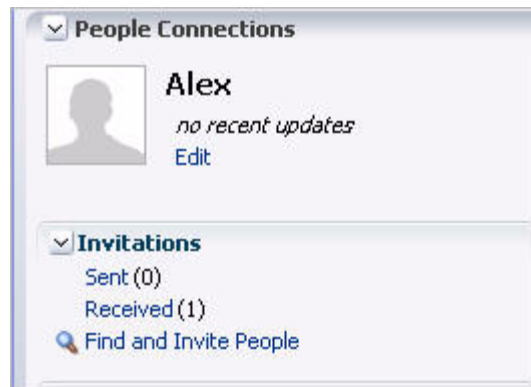 People Connections
Alex
no recent updates
Edit
Invitations
Sent (0)
Received (1)
Find and Invite People